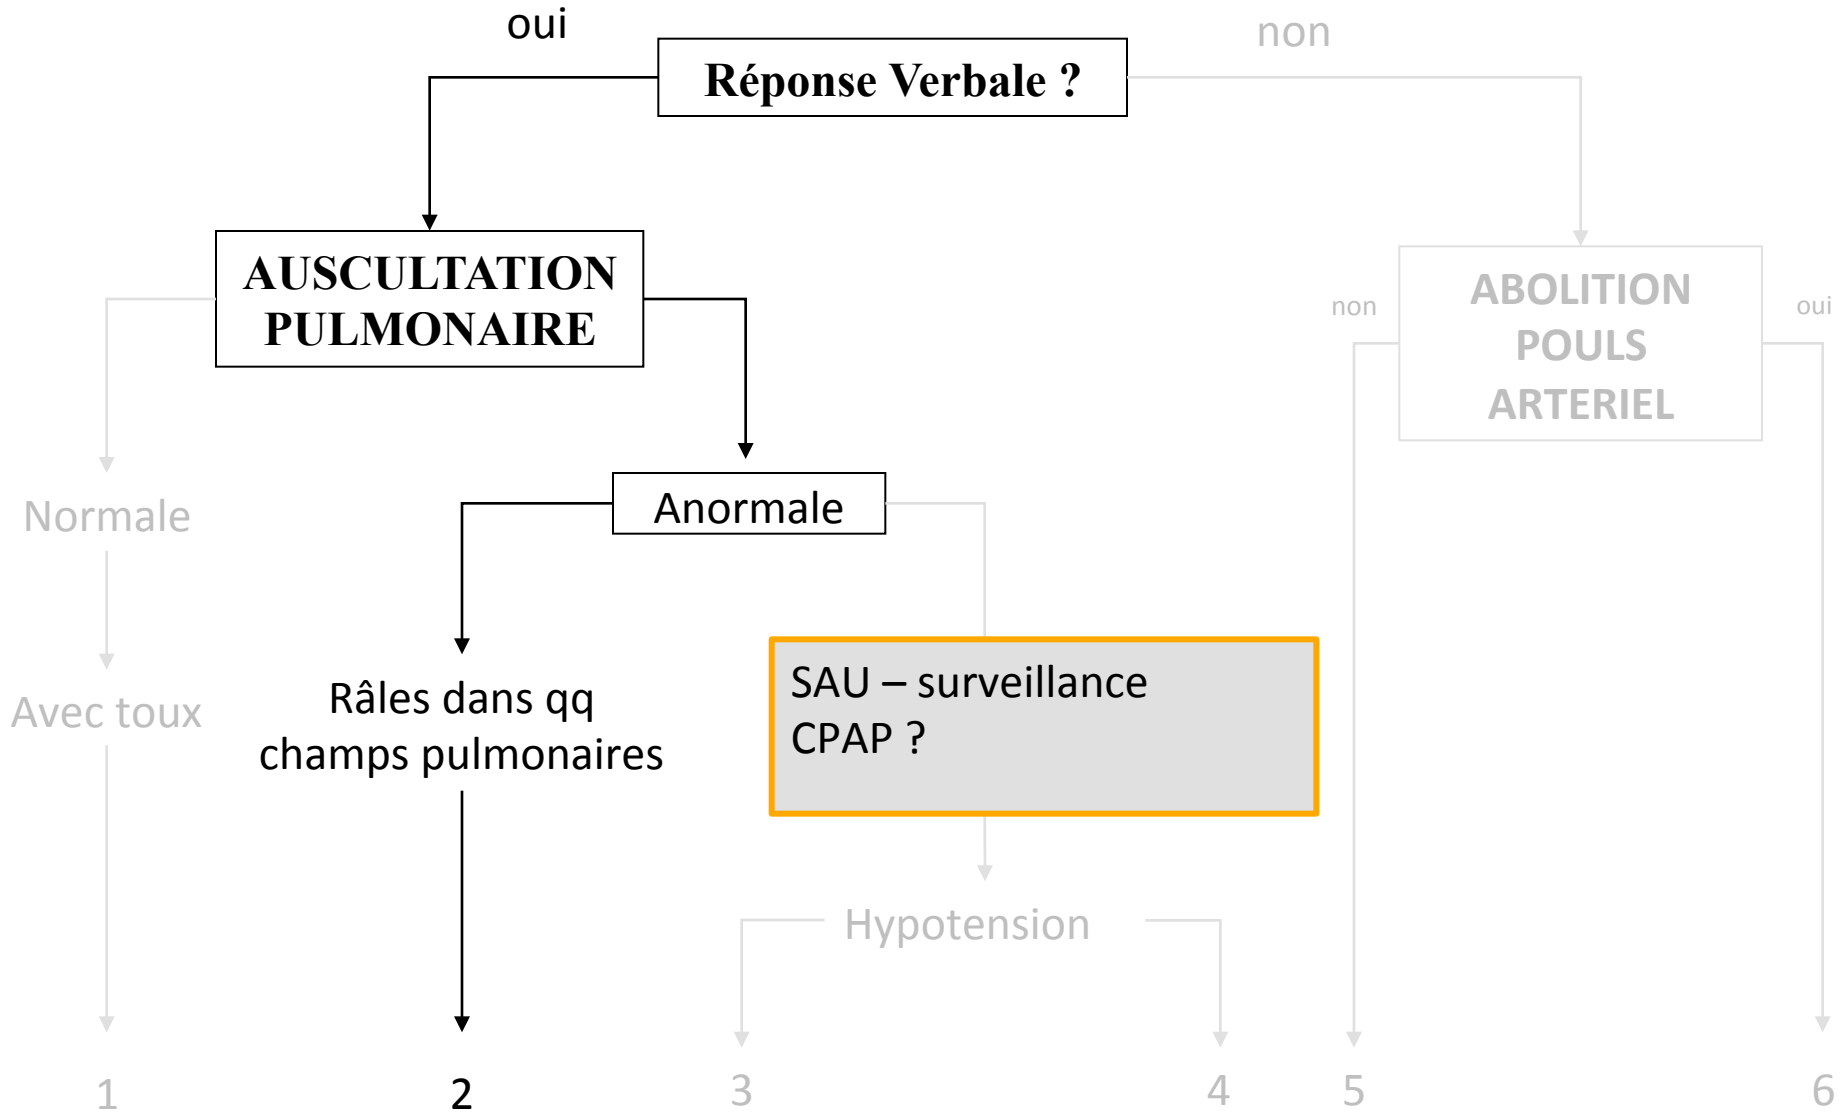 oui
non
Réponse Verbale ?
AUSCULTATION
PULMONAIRE
non
ABOLITION
POULS
ARTERIEL
oui
Normale
Anormale
Avec toux
Râles dans qq
champs pulmonaires
SAU – surveillance
CPAP ?
Hypotension
1
2
3
4
5
6